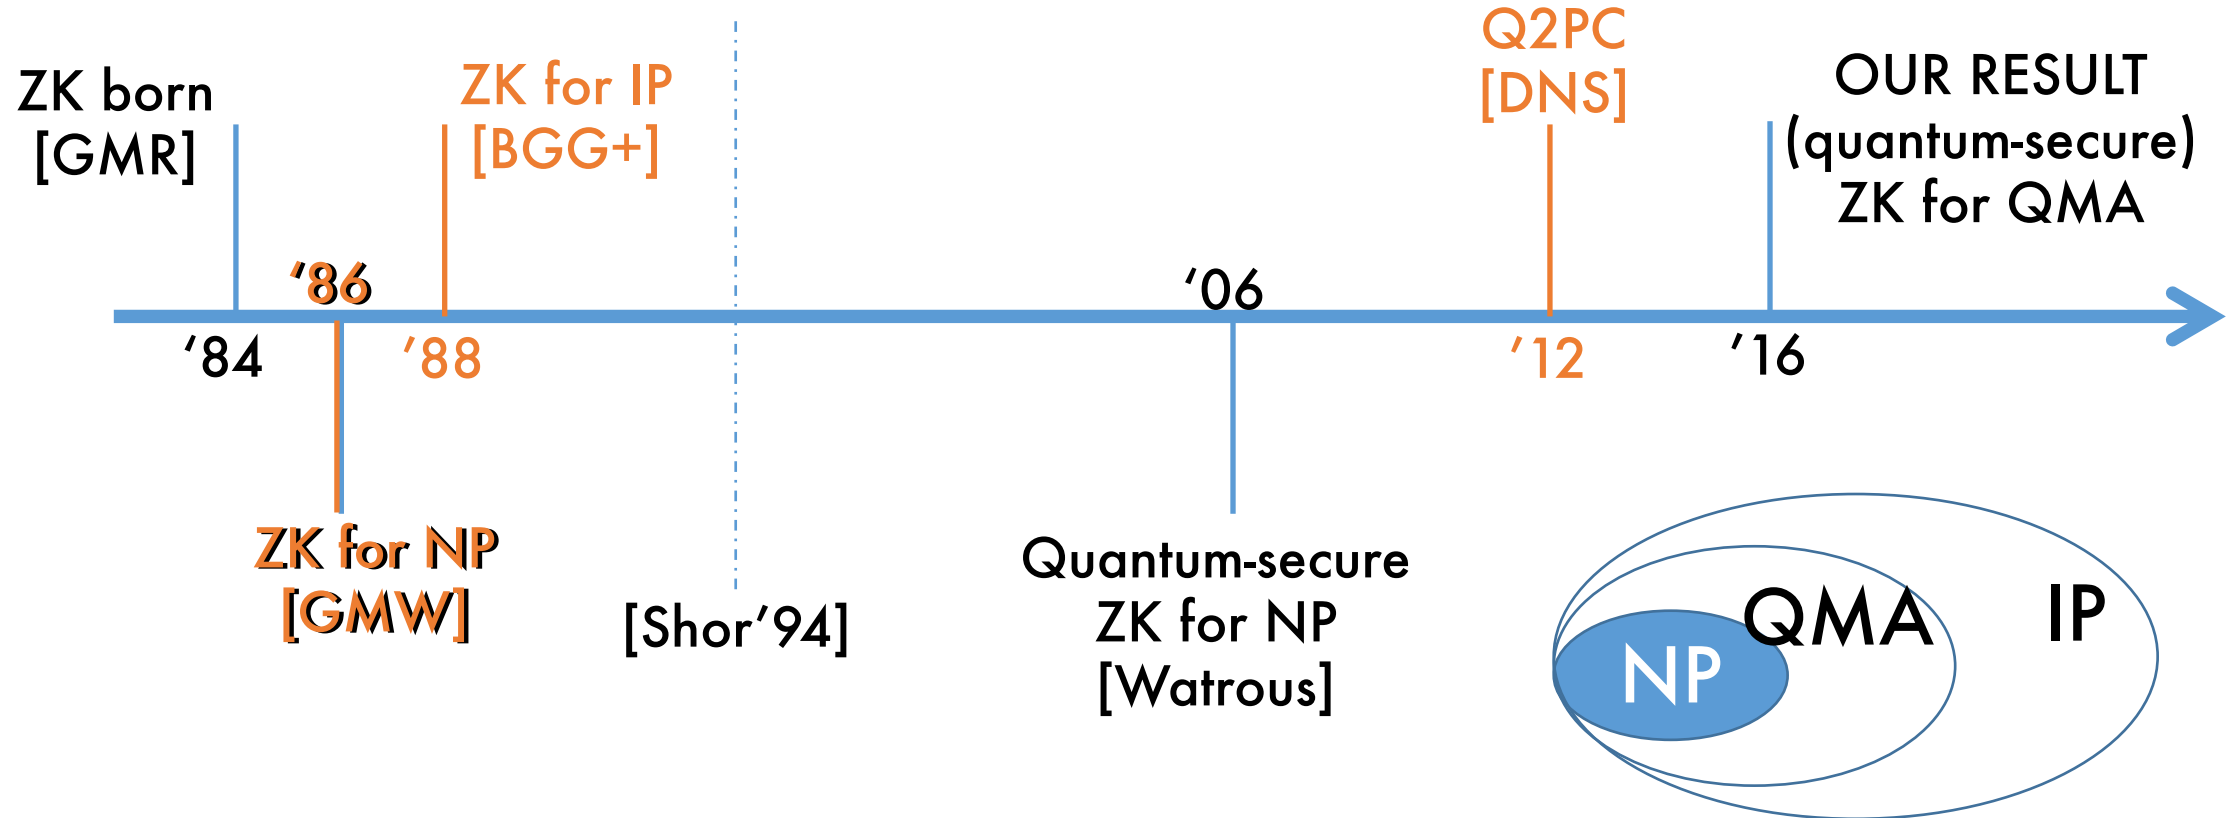 ZK born
[GMR]
‘84
‘86
ZK for NP
[GMW]
ZK for IP
[BGG+]
‘88
[Shor’94]
‘06
Quantum-secure
ZK for NP
[Watrous]
Q2PC
[DNS]
‘12
OUR RESULT
(quantum-secure)
ZK for QMA
‘16
NP
QMA
IP